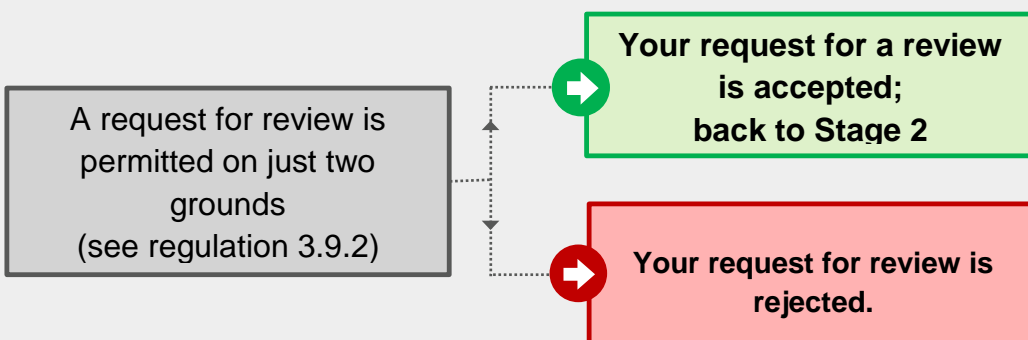 A request for review is
permitted on just two
grounds
(see regulation 3.9.2)
Your request for a review
is accepted;
back to Stage 2
Your request for review is
rejected.